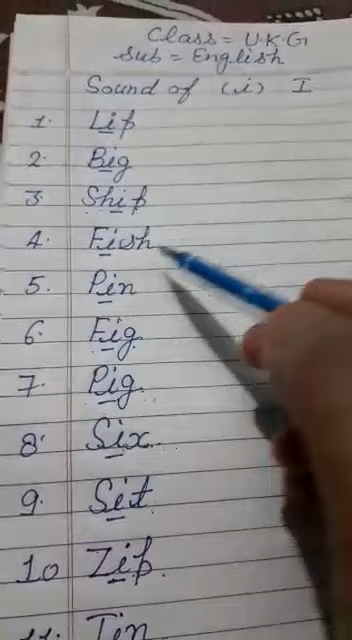 Class = U.K.G
Sub = English
Sound of (i) I
1. Lip
2. Big
3. Ship
4. Fish
5. Pin
6. Fig
7. Pig
8. Six
9. Sit
10 Zip
11. Tin